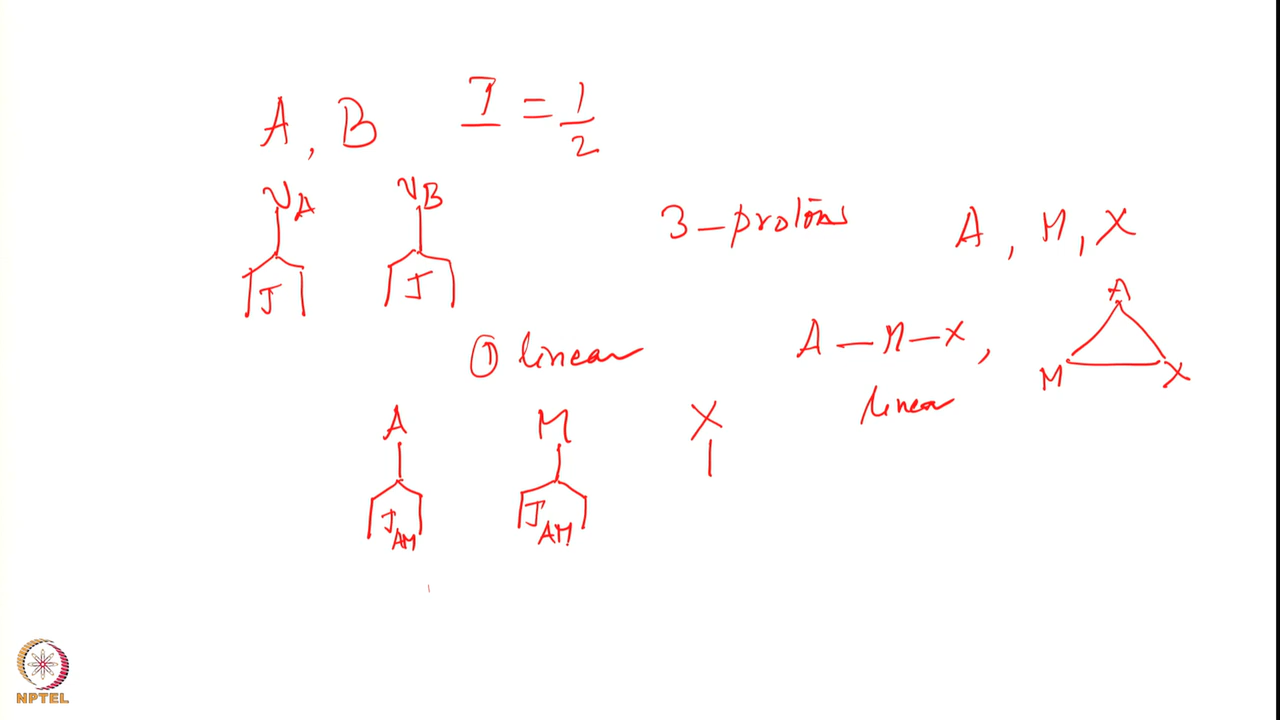 A, B I = 1/2
νA νB
3-protons A, M, X
J J
A
① linear A-M-X,
M X
linear
A M X
JAM JAM
NPTEL